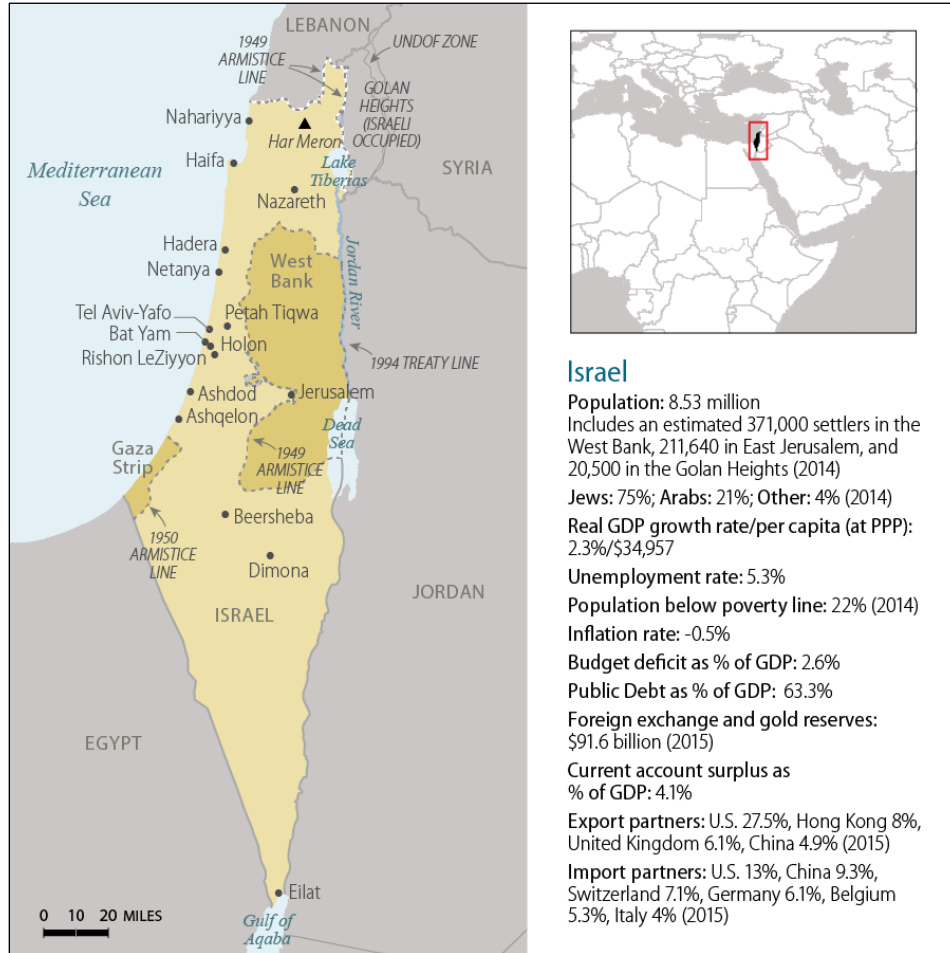 LEBANON
1949
ARMISTICE
LINE
UNDOF ZONE
GOLAN
HEIGHTS
(ISRAELI
OCCUPIED)
Nahariyya
Har Meron
Haifa
Lake
Tiberias
Mediterranean
Sea
SYRIA
Nazareth
Hadera
Netanya
West
Bank
Jordan River
Tel Aviv-Yafo
Petah Tiqwa
Bat Yam
Holon
Rishon LeZiyyon
1994 TREATY LINE
Ashdod
Jerusalem
Ashqelon
Dead
Sea
Gaza
Strip
1949
ARMISTICE
LINE
Beersheba
1950
ARMISTICE
LINE
Dimona
ISRAEL
JORDAN
EGYPT
Eilat
0 10 20 MILES
Gulf of
Aqaba
Israel
Population: 8.53 million
Includes an estimated 371,000 settlers in the
West Bank, 211,640 in East Jerusalem, and
20,500 in the Golan Heights (2014)
Jews: 75%; Arabs: 21%; Other: 4% (2014)
Real GDP growth rate/per capita (at PPP):
2.3%/$34,957
Unemployment rate: 5.3%
Population below poverty line: 22% (2014)
Inflation rate: -0.5%
Budget deficit as % of GDP: 2.6%
Public Debt as % of GDP: 63.3%
Foreign exchange and gold reserves:
$91.6 billion (2015)
Current account surplus as
% of GDP: 4.1%
Export partners: U.S. 27.5%, Hong Kong 8%,
United Kingdom 6.1%, China 4.9% (2015)
Import partners: U.S. 13%, China 9.3%,
Switzerland 7.1%, Germany 6.1%, Belgium
5.3%, Italy 4% (2015)